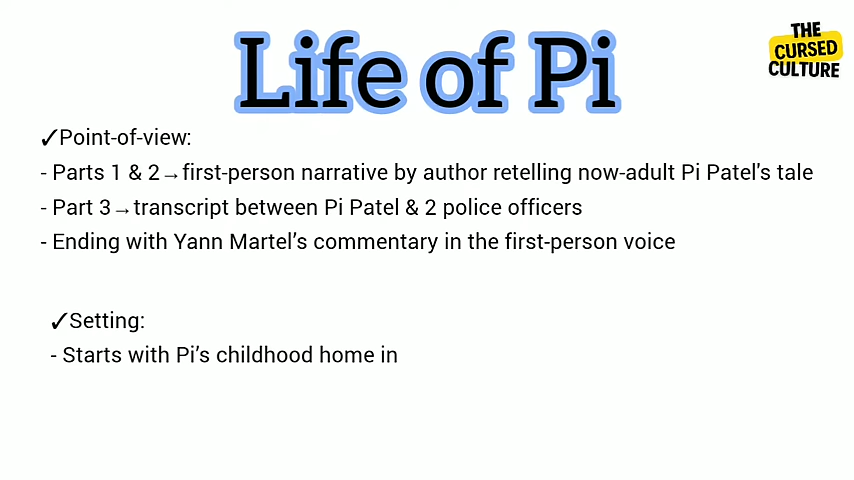 Life of Pi
THE
CURSED
CULTURE
✓Point-of-view:
- Parts 1 & 2→first-person narrative by author retelling now-adult Pi Patel's tale
- Part 3→transcript between Pi Patel & 2 police officers
- Ending with Yann Martel's commentary in the first-person voice
✓Setting:
- Starts with Pi's childhood home in